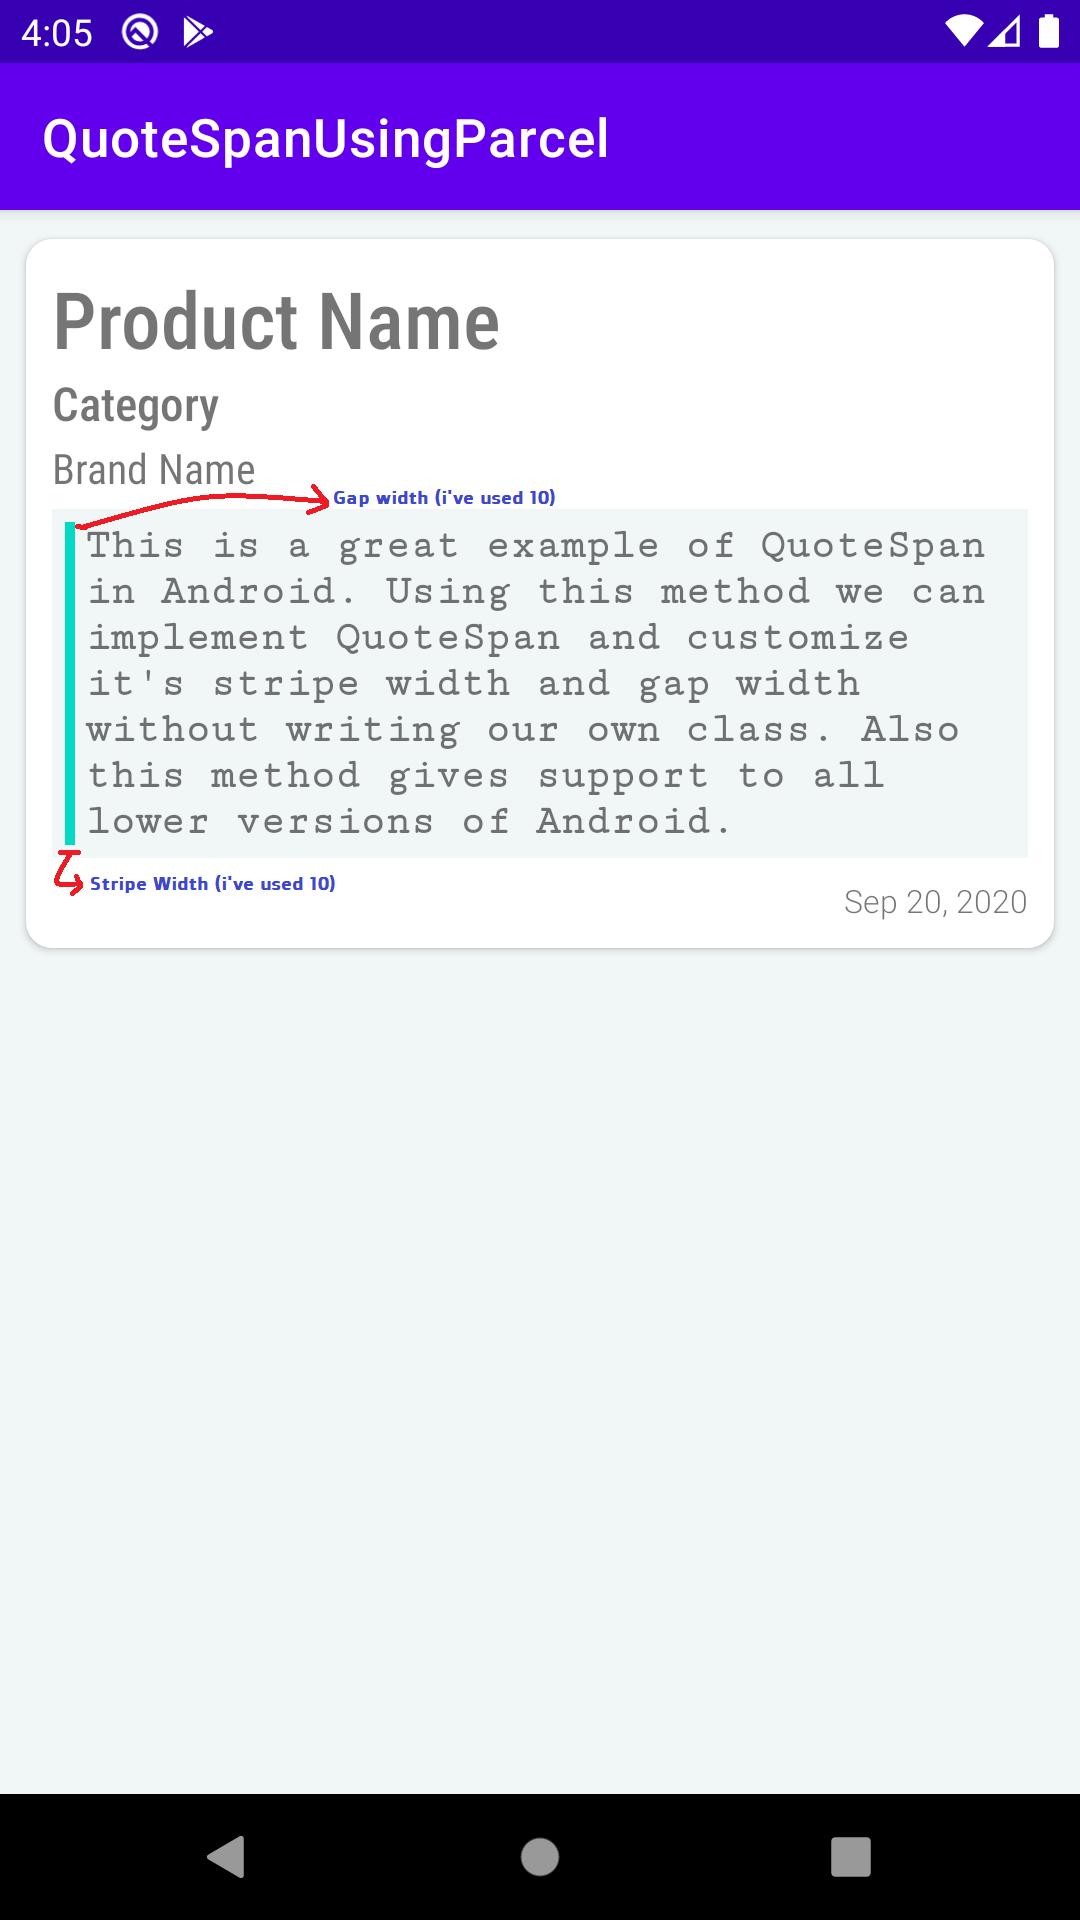 4:05
QuoteSpanUsingParcel
Product Name
Category
Brand Name
Gap width (i've used 10)
This is a great example of QuoteSpan
in Android. Using this method we can
implement QuoteSpan and customize
it's stripe width and gap width
without writing our own class. Also
this method gives support to all
lower versions of Android.
Stripe Width (i've used 10)
Sep 20, 2020